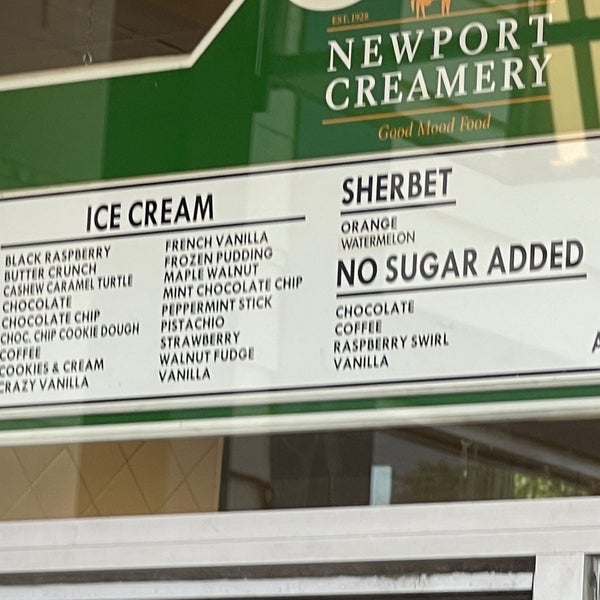 EST. 1928
NEWPORT
CREAMERY
Good Mood Food
ICE CREAM
BLACK RASPBERRY
BUTTER CRUNCH
CASHEW CARAMEL TURTLE
CHOCOLATE
CHOCOLATE CHIP
CHOC. CHIP COOKIE DOUGH
COFFEE
COOKIES & CREAM
CRAZY VANILLA
FRENCH VANILLA
FROZEN PUDDING
MAPLE WALNUT
MINT CHOCOLATE CHIP
PEPPERMINT STICK
PISTACHIO
STRAWBERRY
WALNUT FUDGE
VANILLA
SHERBET
ORANGE
WATERMELON
NO SUGAR ADDED
CHOCOLATE
COFFEE
RASPBERRY SWIRL
VANILLA